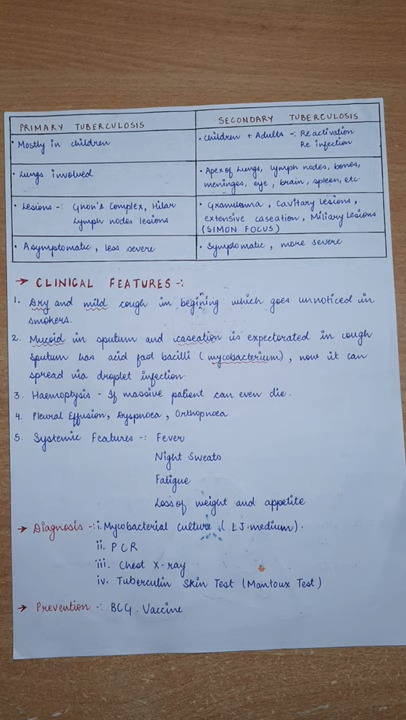 PRIMARY TUBERCULOSIS
SECONDARY TUBERCULOSIS
• Mostly in children
• Children + Adults -: Reactivation
Re infection
• Lungs involved
• Apex of Lungs, lymph nodes, bones,
meninges, eye, brain, spleen, etc.
• Lesions -: Ghon's Complex, Hilar
Lymph nodes lesions
• Granuloma, Cavitary lesions,
extensive caseation, Miliary Lesions
(SIMON FOCUS)
• Asymptomatic, less severe
• Symptomatic, more severe
→ CLINICAL FEATURES -:
1. Dry and mild cough in begining which goes unnoticed in
smokers.
2. Mucoid in sputum and caseation is expectorated in cough
sputum has acid fast bacilli (mycobacterium), now it can
spread via droplet infection.
3. Haemoptysis - If massive patient can even die.
4. Pleural Effusion, Dyspnoea, Orthopnoea
5. Systemic Features -: Fever
Night Sweats
Fatigue
Loss of weight and appetite
→ Diagnosis -: i. Mycobacterial Culture (LJ medium).
ii. PCR
iii. Chest X-ray
iv. Tuberculin Skin Test (Mantoux Test)
→ Prevention -: BCG Vaccine